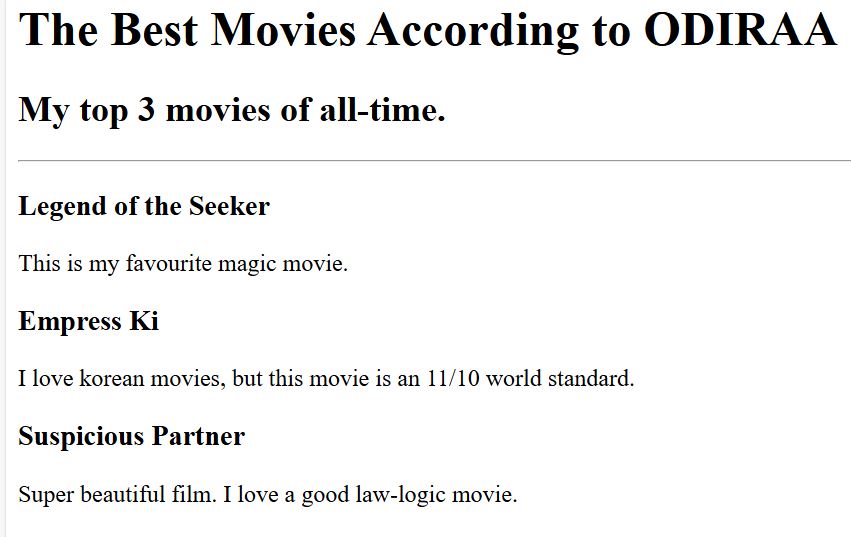 The Best Movies According to ODIRAA
My top 3 movies of all-time.
Legend of the Seeker
This is my favourite magic movie.
Empress Ki
I love korean movies, but this movie is an 11/10 world standard.
Suspicious Partner
Super beautiful film. I love a good law-logic movie.